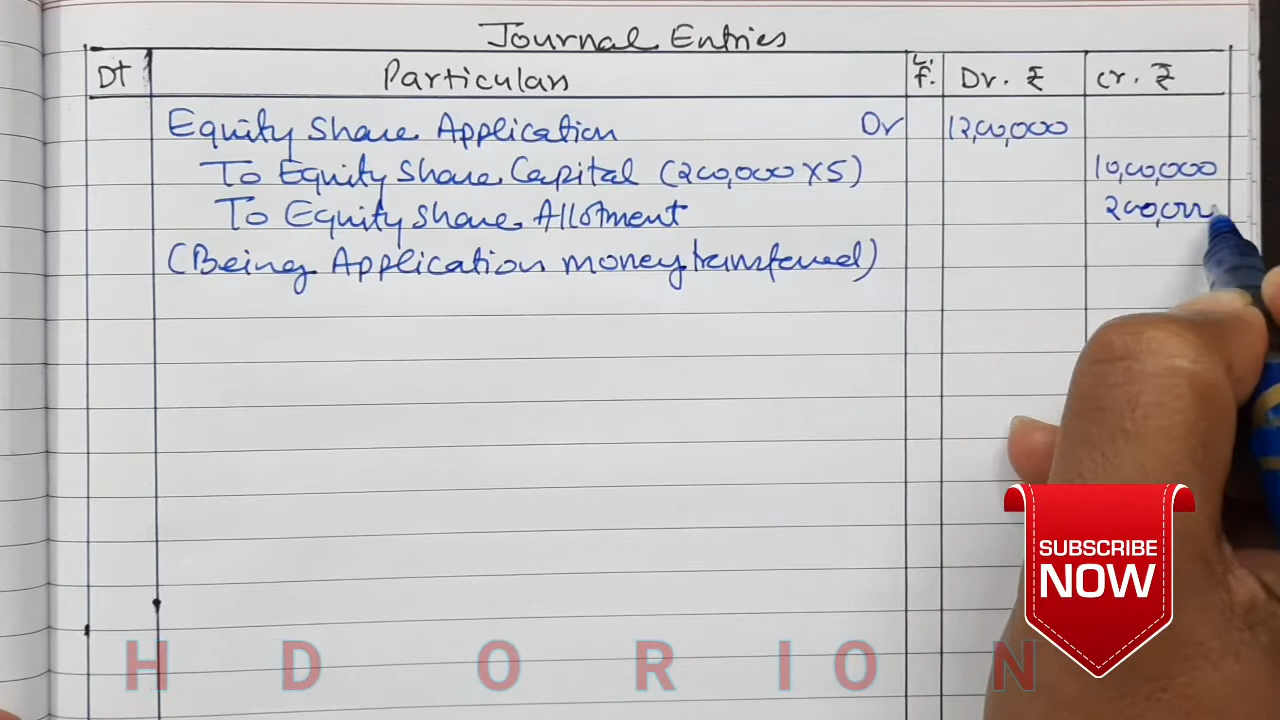 Journal Entries
Dt Particulars L.F. Dr. ₹ Cr. ₹
Equity Share Application Dr 12,00,000
To Equity Share Capital (200,000 x 5) 10,00,000
To Equity Share Allotment 200,000
(Being Application money transferred)
SUBSCRIBE
NOW
H D O R I O N